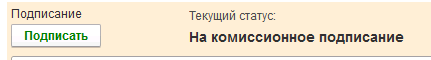 Подписание
Текущий статус:
Подписать
На комиссионное подписание